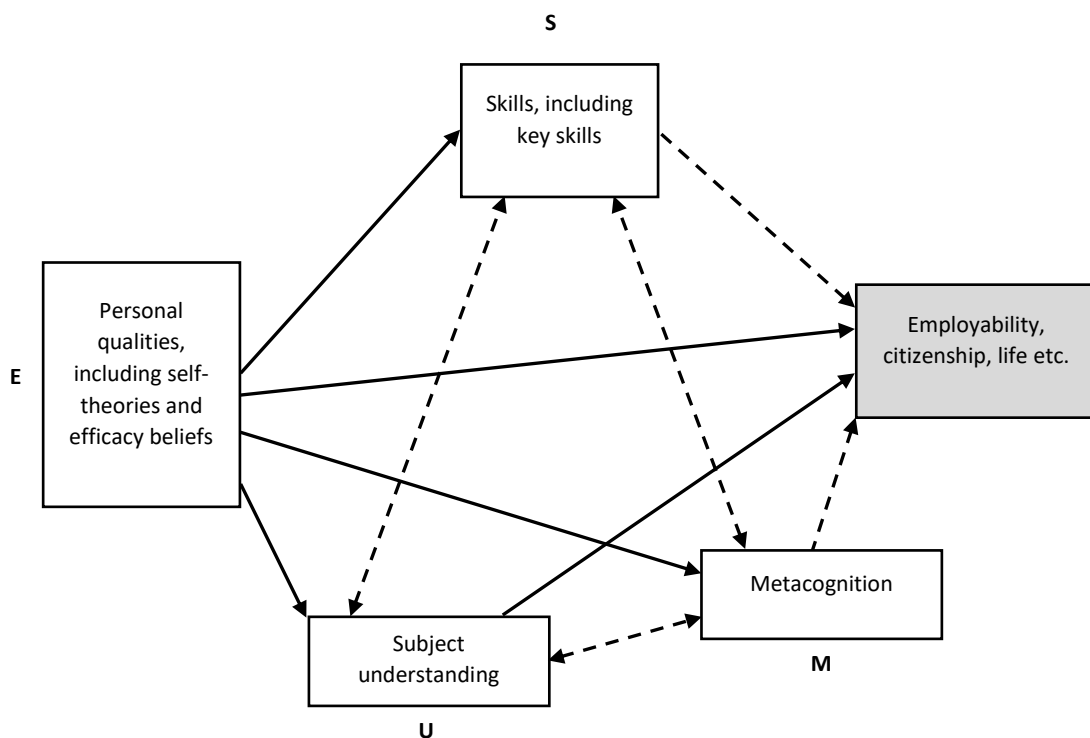 S
Skills, including
key skills
Personal
qualities,
including self-
theories and
efficacy beliefs
E
Employability,
citizenship, life etc.
Metacognition
M
Subject
understanding
U